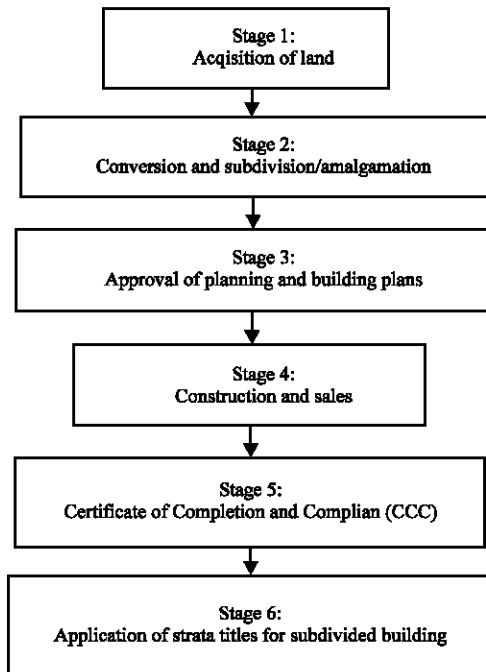 Stage 1:
Acqisition of land
Stage 2:
Conversion and subdivision/amalgamation
Stage 3:
Approval of planning and building plans
Stage 4:
Construction and sales
Stage 5:
Certificate of Completion and Complian (CCC)
Stage 6:
Application of strata titles for subdivided building